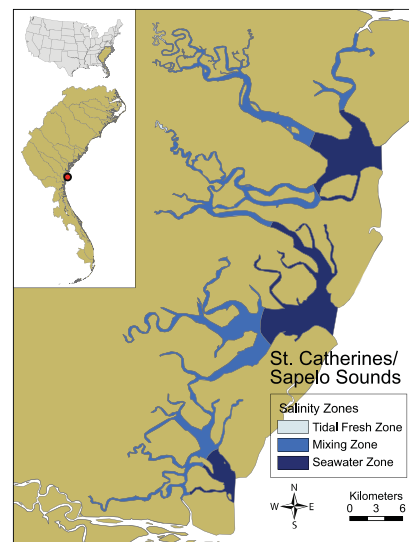 St. Catherines/
Sapelo Sounds
Salinity Zones
Tidal Fresh Zone
Mixing Zone
Seawater Zone
N
W E
S
Kilometers
0 3 6